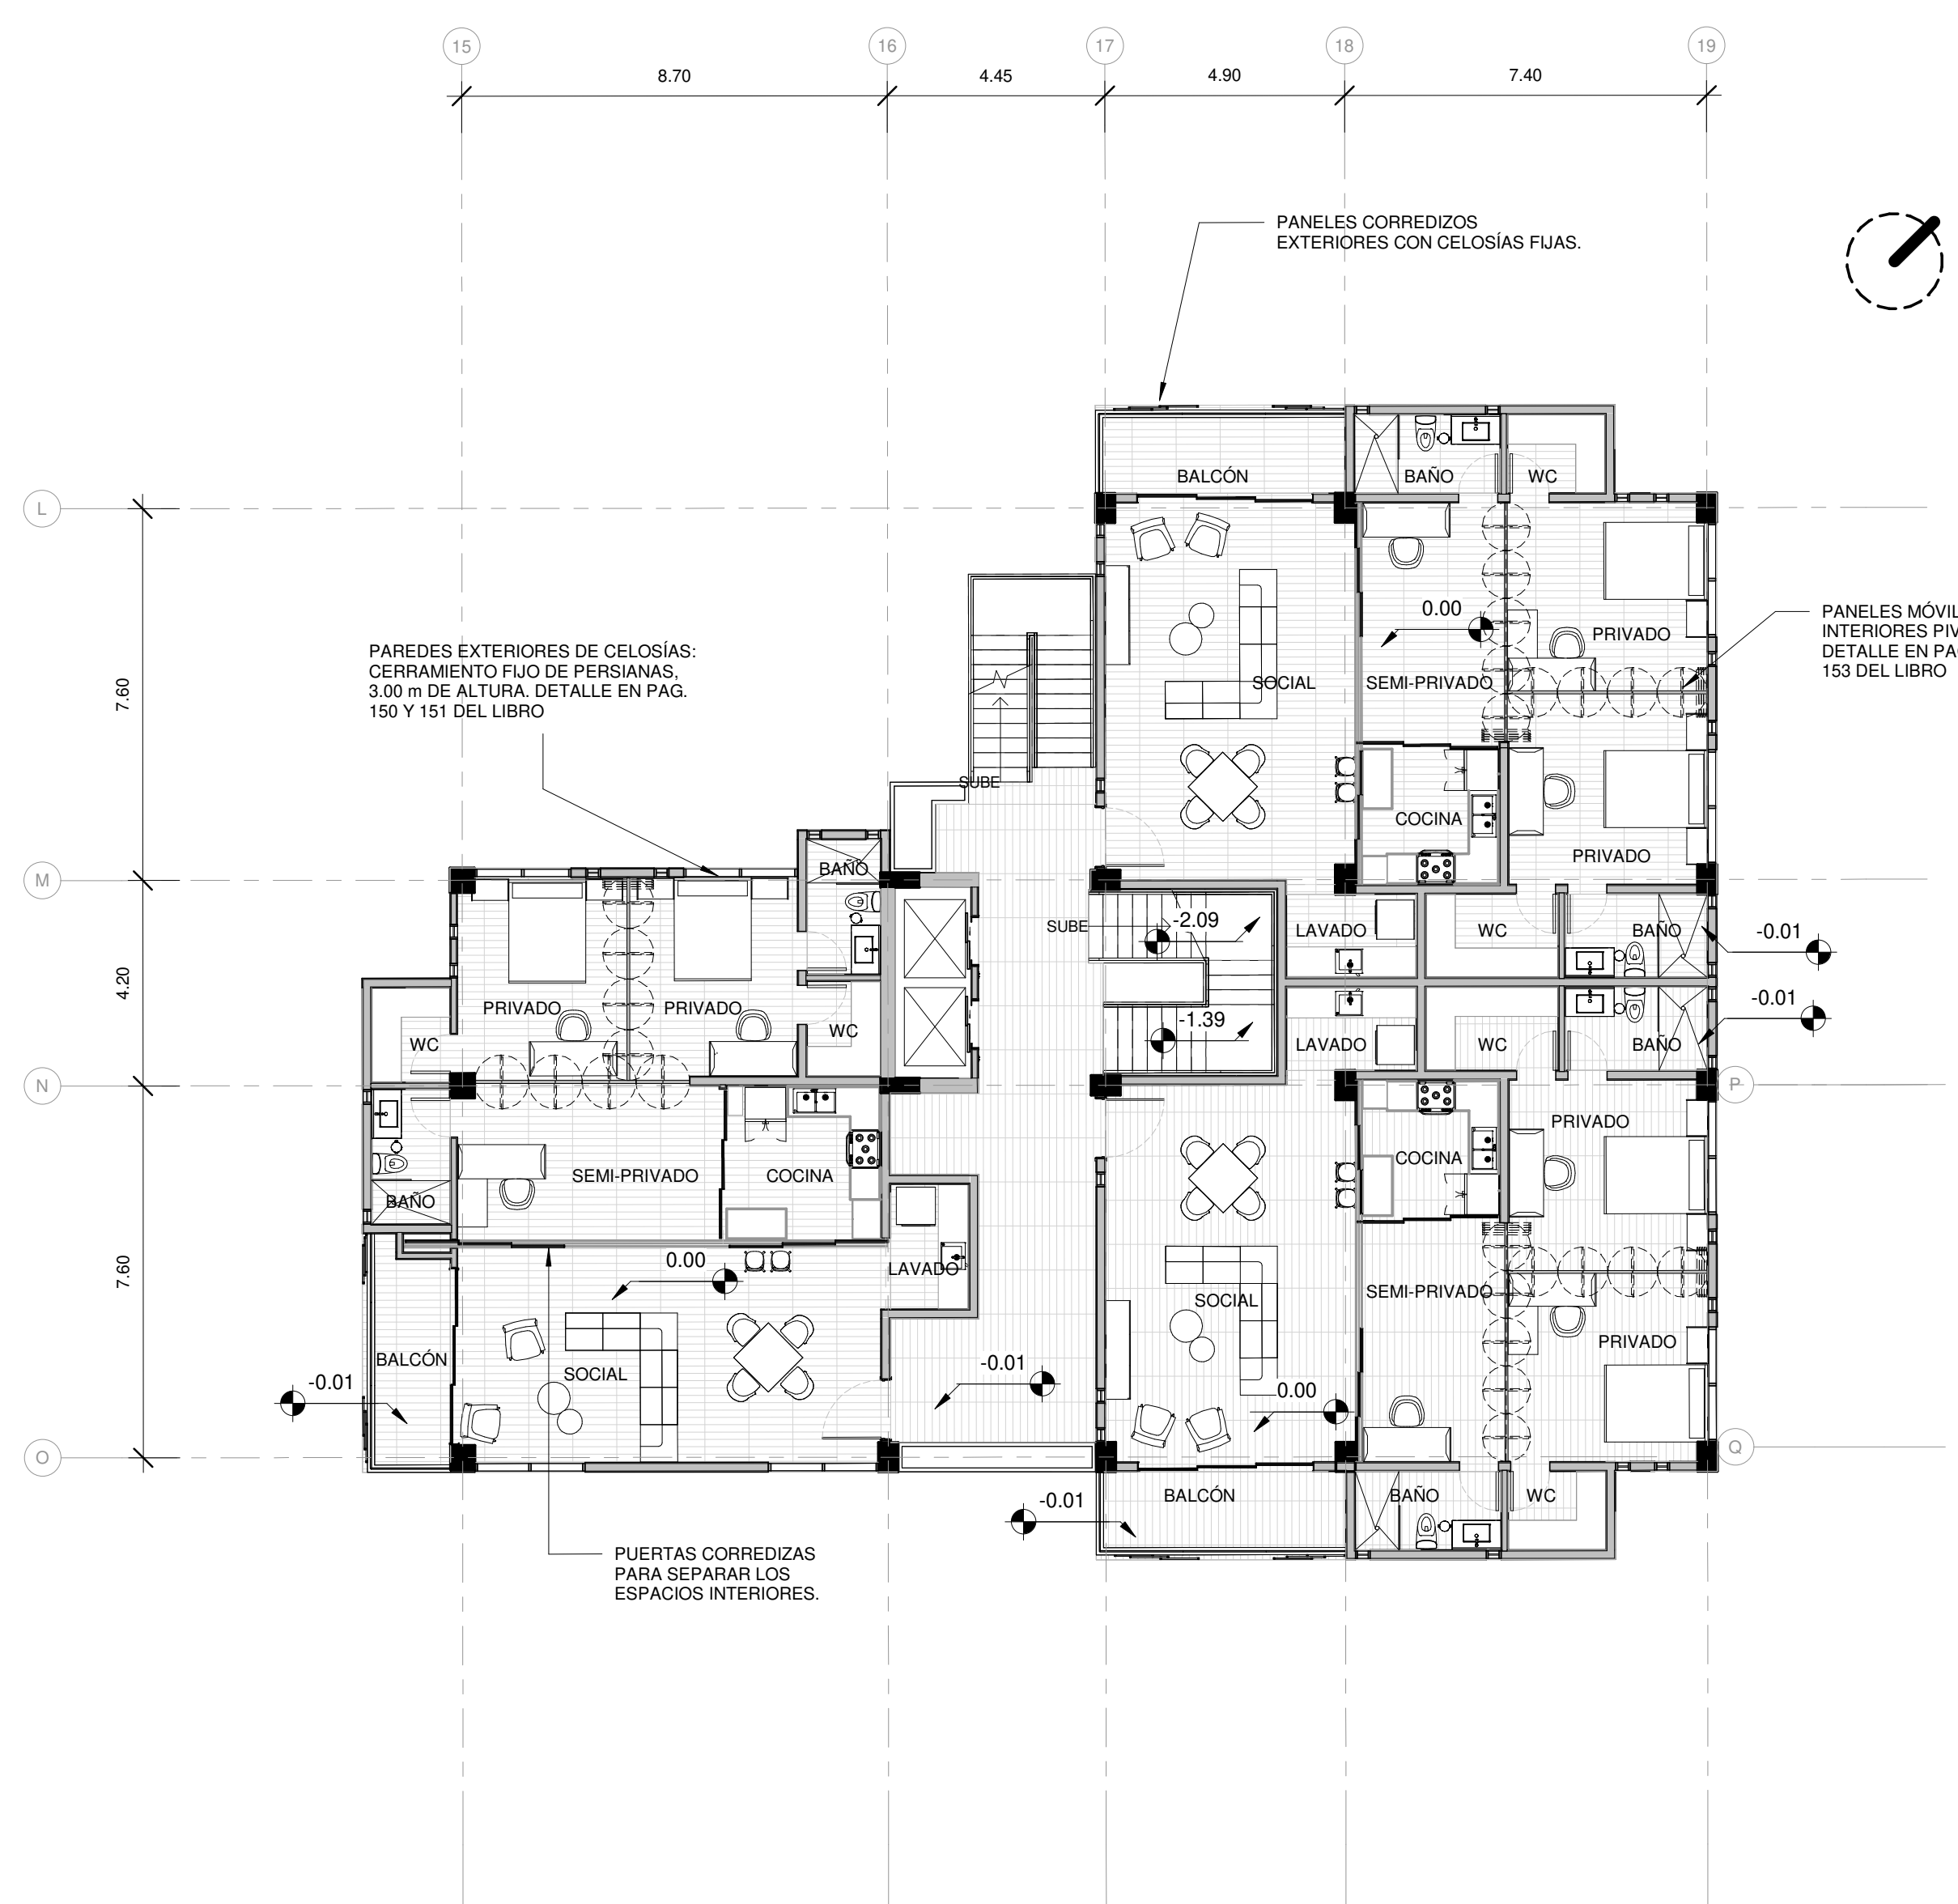 15
16
17
18
19
8.70
4.45
4.90
7.40
PANELES CORREDIZOS
EXTERIORES CON CELOSÍAS FIJAS.
BALCÓN
BAÑO
WC
L
0.00
PRIVADO
PANELES MÓVIL
INTERIORES PIV
DETALLE EN PAG
153 DEL LIBRO
PAREDES EXTERIORES DE CELOSÍAS:
CERRAMIENTO FIJO DE PERSIANAS,
3.00 m DE ALTURA. DETALLE EN PAG.
150 Y 151 DEL LIBRO
7.60
SOCIAL
SEMI-PRIVADO
SUBE
COCINA
PRIVADO
BAÑO
M
-2.09
SUBE
LAVADO
WC
BAÑO
-0.01
4.20
PRIVADO
PRIVADO
WC
WC
-1.39
LAVADO
WC
BAÑO
-0.01
N
P
PRIVADO
COCINA
SEMI-PRIVADO
COCINA
BAÑO
7.60
0.00
LAVADO
SOCIAL
SEMI-PRIVADO
PRIVADO
BALCÓN
SOCIAL
-0.01
-0.01
0.00
O
Q
-0.01
BALCÓN
BAÑO
WC
PUERTAS CORREDIZAS
PARA SEPARAR LOS
ESPACIOS INTERIORES.